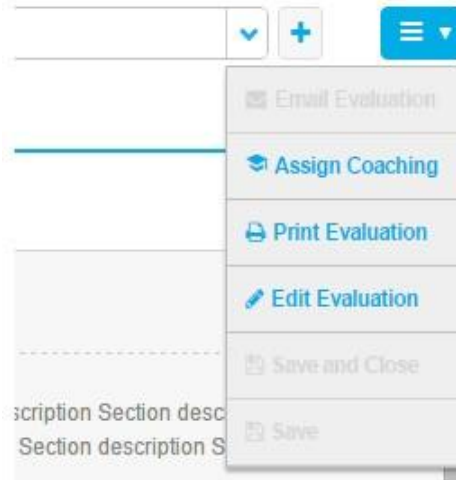 Email Evaluation
Assign Coaching
Print Evaluation
Edit Evaluation
Save and Close
Save
scription Section desc
Section description S